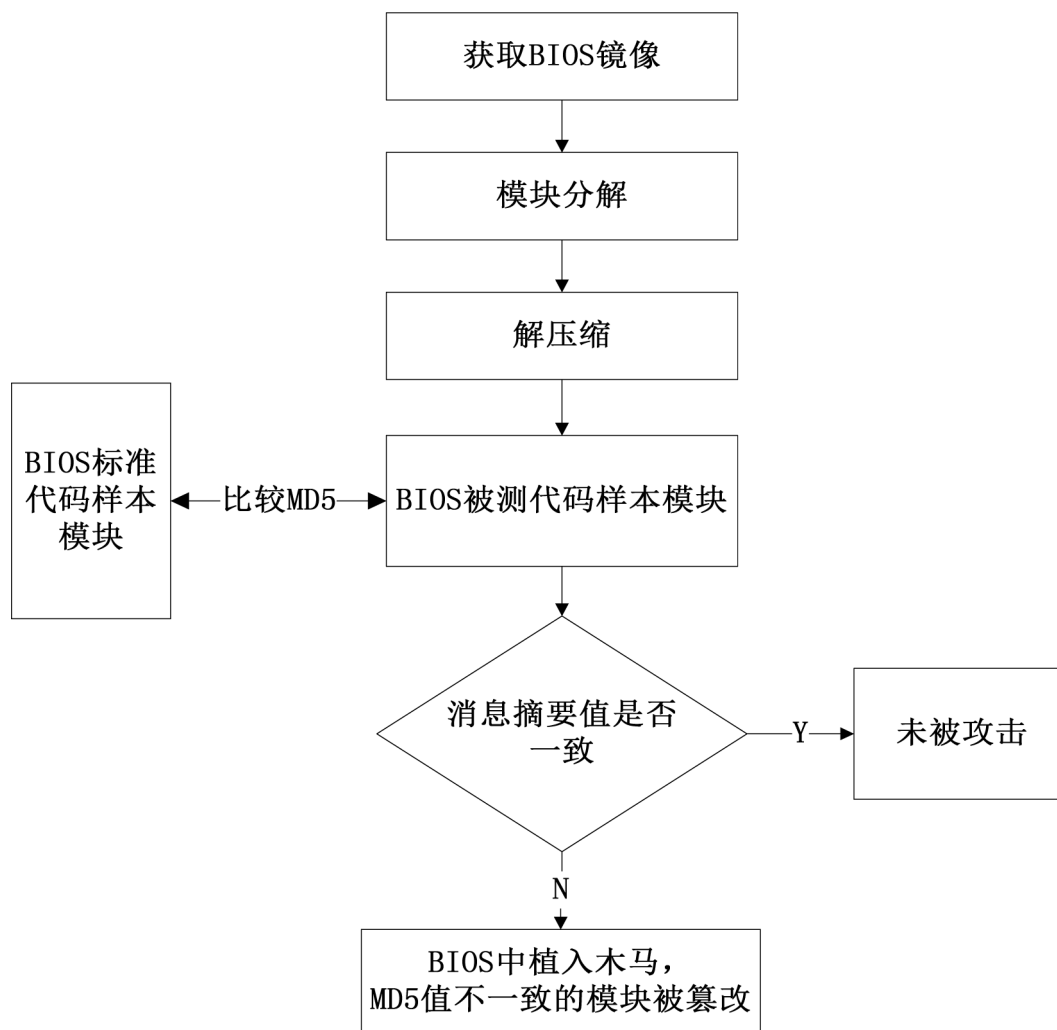 获取BIOS镜像
模块分解
解压缩
BIOS标准
代码样本
模块
比较MD5
BIOS被测代码样本模块
消息摘要值是否
一致
Y
未被攻击
N
BIOS中植入木马，
MD5值不一致的模块被篡改